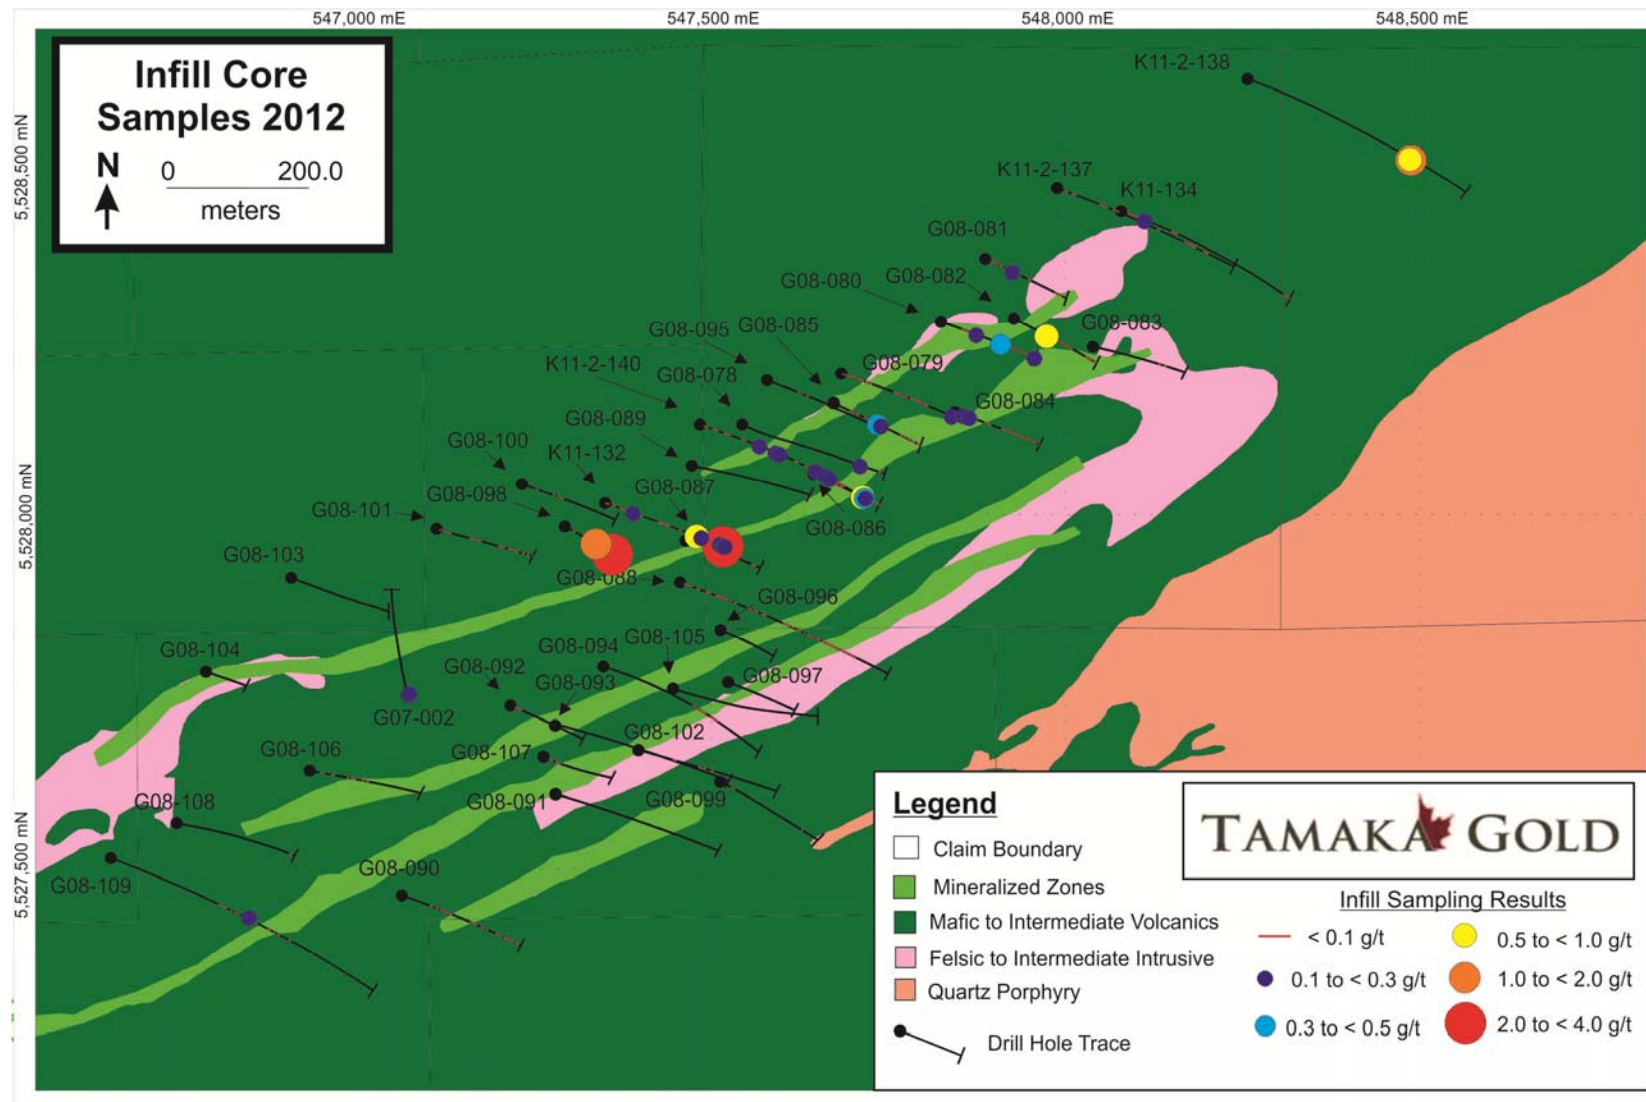 547,000 mE
547,500 mE
548,000 mE
548,500 mE
5,528,500 mN
5,528,000 mN
5,527,500 mN
Infill Core
Samples 2012
N
0 200.0
meters
K11-2-138
K11-2-137
K11-134
G08-081
G08-082
G08-080
G08-083
G08-095
G08-085
G08-079
K11-2-140
G08-078
G08-084
G08-089
G08-100
K11-132
G08-087
G08-098
G08-101
G08-086
G08-103
G08-088
G08-096
G08-104
G08-094
G08-105
G08-092
G08-093
G08-097
G07-002
G08-102
G08-106
G08-107
G08-091
G08-099
G08-108
G08-109
G08-090
Legend
Claim Boundary
Mineralized Zones
Mafic to Intermediate Volcanics
Felsic to Intermediate Intrusive
Quartz Porphyry
Drill Hole Trace
TAMAKA GOLD
Infill Sampling Results
< 0.1 g/t
0.1 to < 0.3 g/t
0.3 to < 0.5 g/t
0.5 to < 1.0 g/t
1.0 to < 2.0 g/t
2.0 to < 4.0 g/t